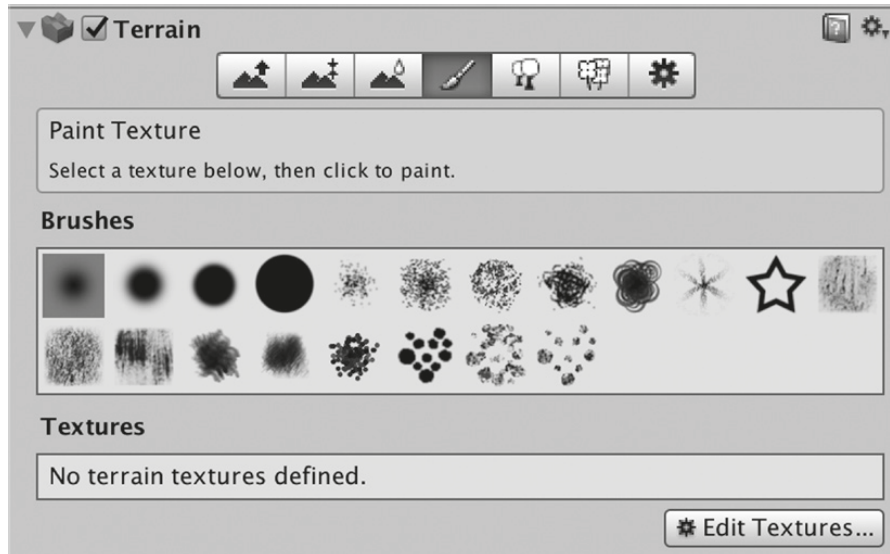 Terrain
Paint Texture
Select a texture below, then click to paint.
Brushes
Textures
No terrain textures defined.
Edit Textures...